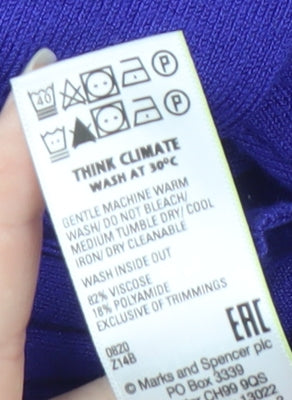 40 P
P
THINK CLIMATE
WASH AT 30°C
GENTLE MACHINE WARM
WASH/ DO NOT BLEACH/
MEDIUM TUMBLE DRY/ COOL
IRON/ DRY CLEANABLE
WASH INSIDE OUT
82% VISCOSE
18% POLYAMIDE
EXCLUSIVE OF TRIMMINGS
EAC
0820
Z14B
© Marks and Spencer plc
PO Box 3339
CH99 9QS
13022